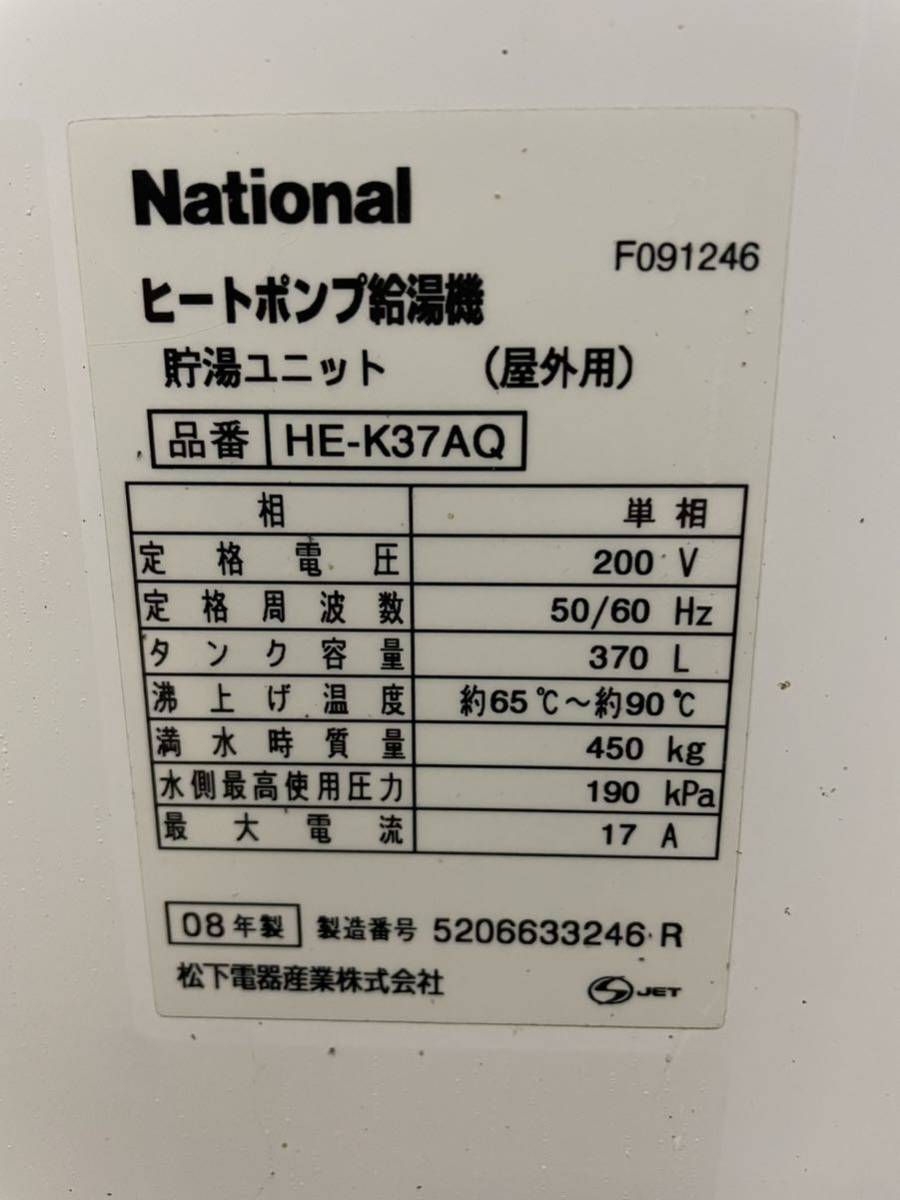 National
F091246
ヒートポンプ給湯機
貯湯ユニット (屋外用)
品番 HE-K37AQ
相 単相
定格電圧 200 V
定格周波数 50/60 Hz
タンク容量 370 L
沸上げ温度 約65℃～約90℃
満水時質量 450 kg
水側最高使用圧力 190 kPa
最大電流 17 A
08年製 製造番号 5206633246 R
松下電器産業株式会社 JET